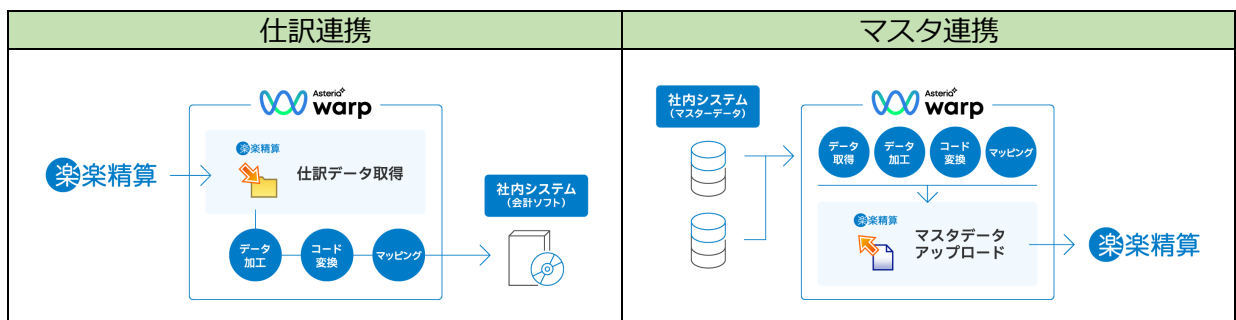 仕訳連携
Asteria
warp
楽楽精算
楽楽精算
仕訳データ取得
データ
加工
コード
変換
マッピング
社内システム
（会計ソフト）
マスタ連携
社内システム
（マスターデータ）
Asteria
warp
データ
取得
データ
加工
コード
変換
マッピング
楽楽精算
マスタデータ
アップロード
楽楽精算